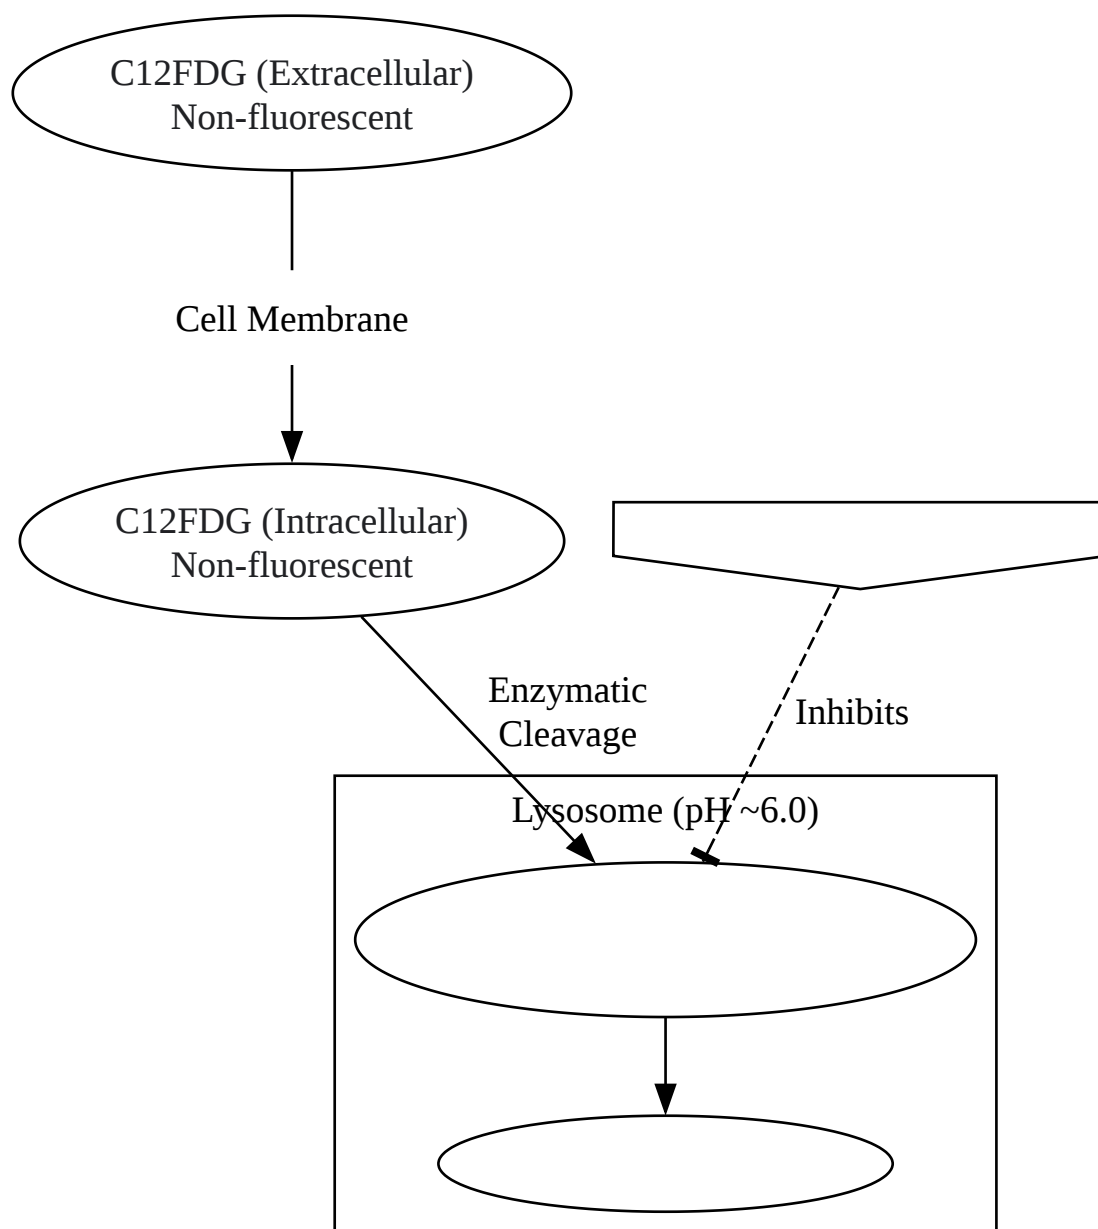 C12FDG (Extracellular)
Non-fluorescent
Cell Membrane
C12FDG (Intracellular)
Non-fluorescent
Enzymatic
Cleavage
Inhibits
Lysosome (pH ~6.0)